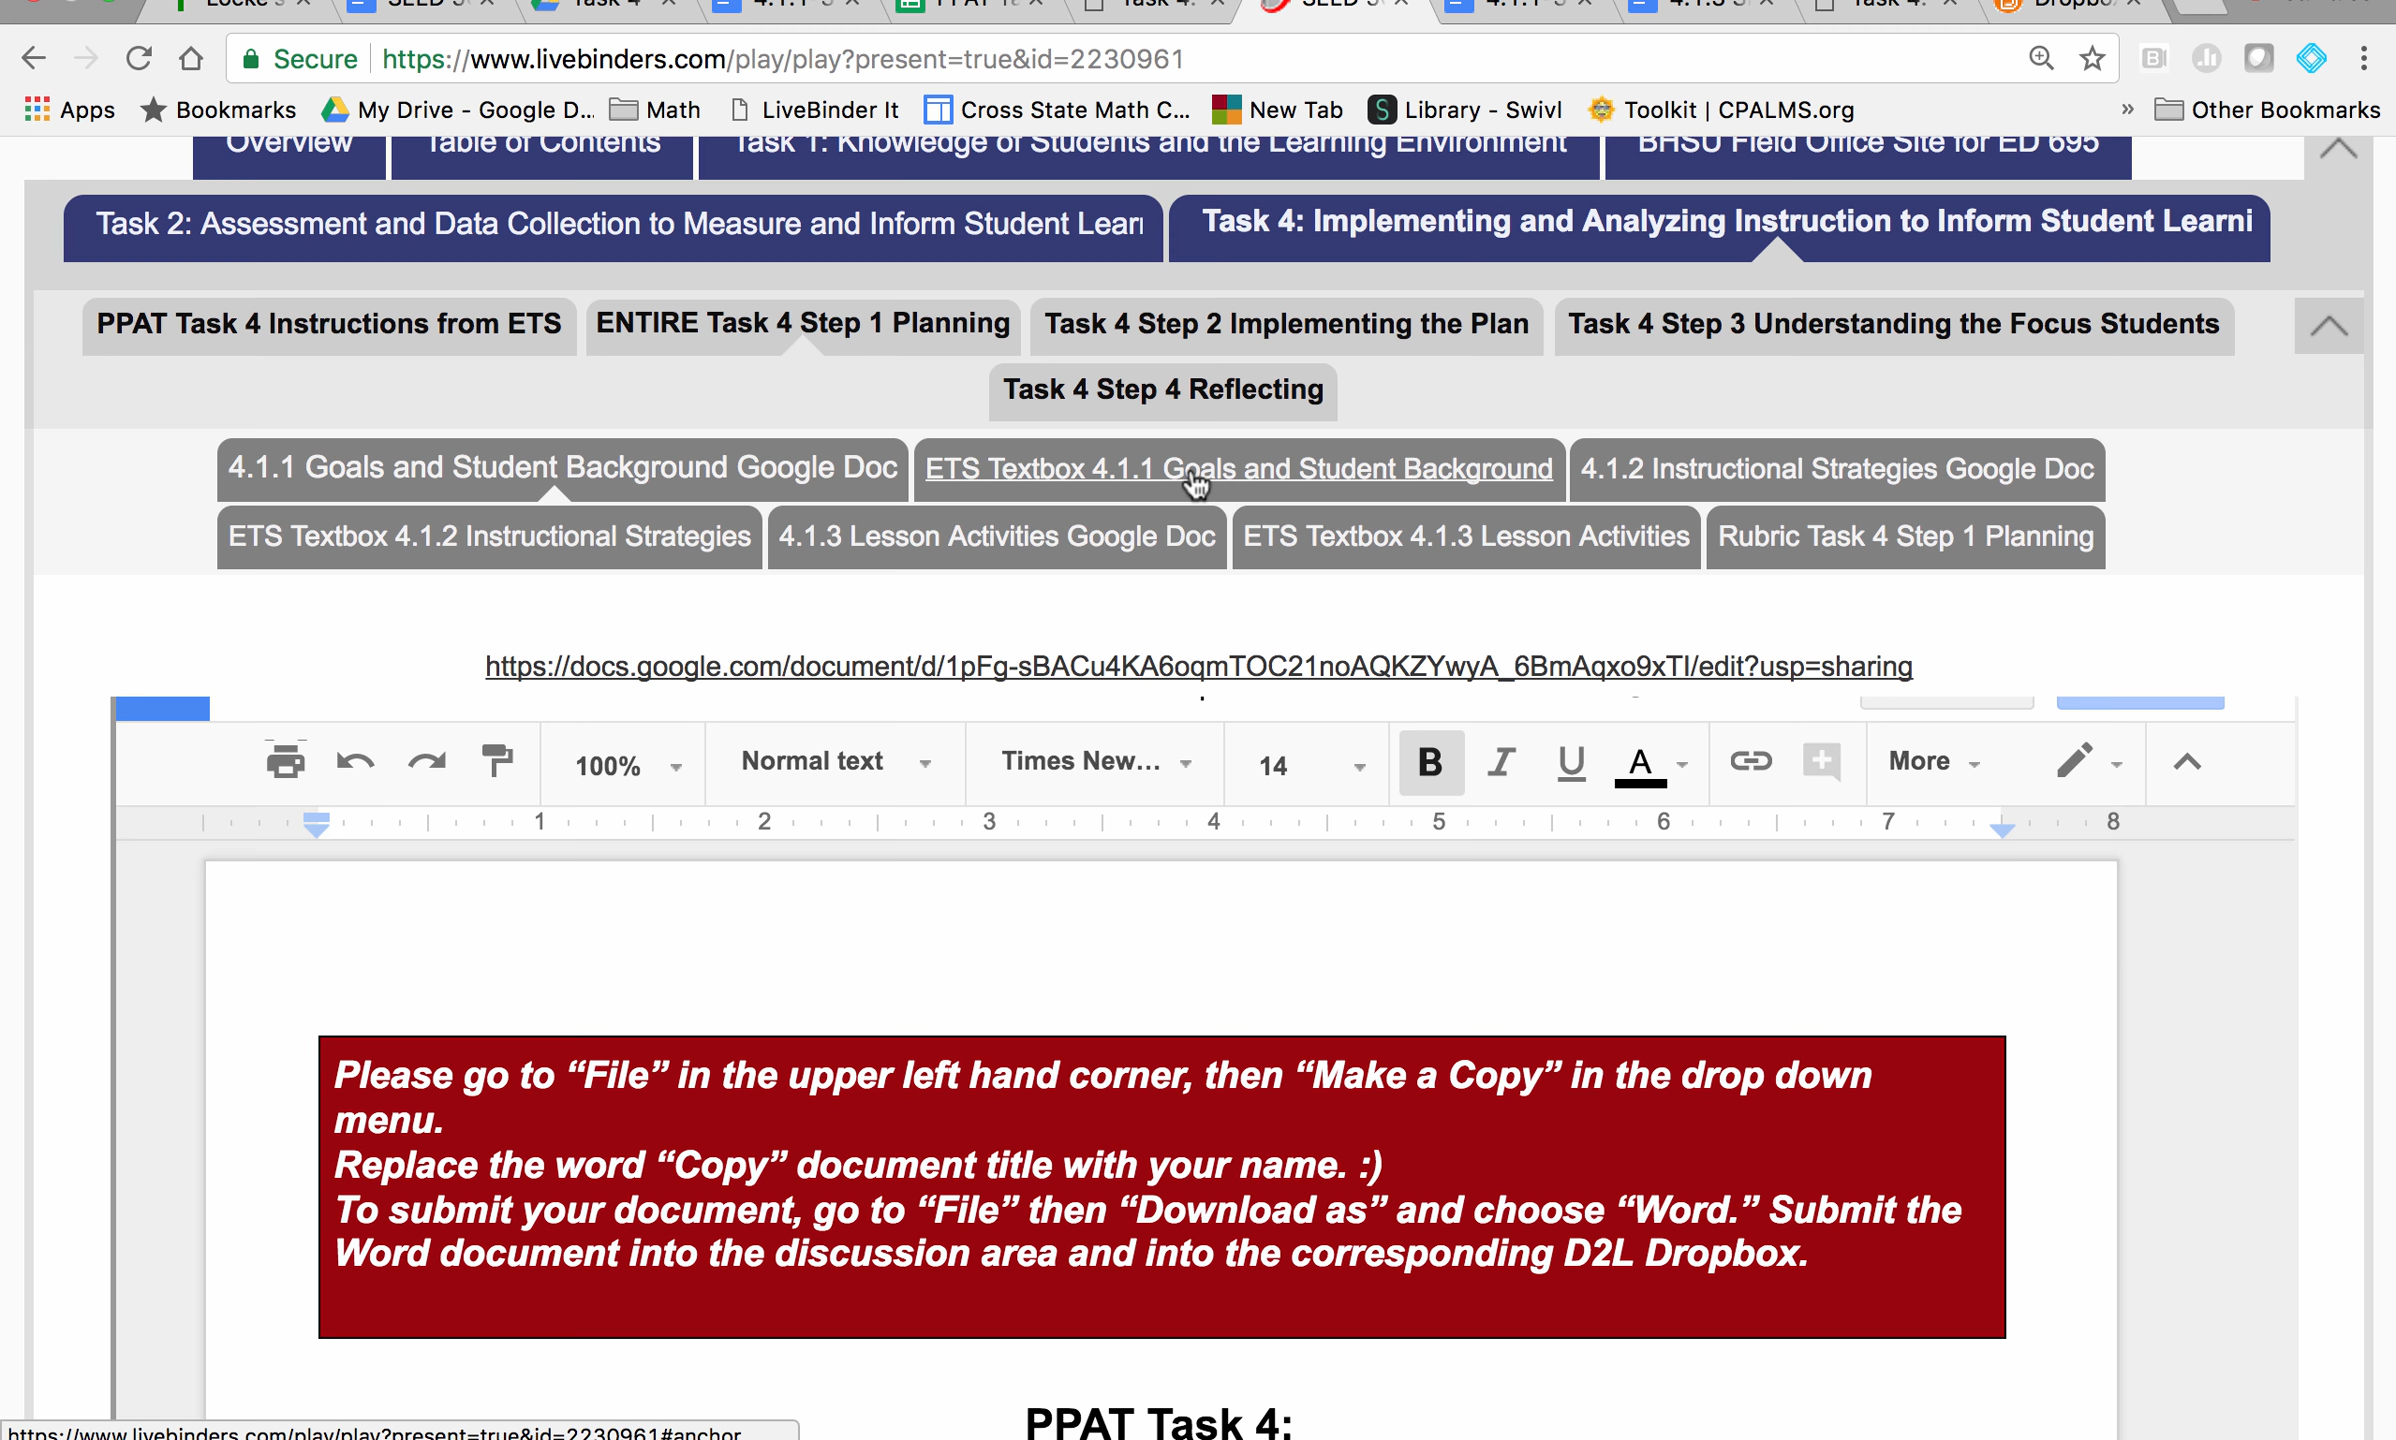 Secure https://www.livebinders.com/play/play?present=true&id=2230961
Apps Bookmarks My Drive - Google D... Math LiveBinder It Cross State Math C... New Tab Library - Swivl Toolkit | CPALMS.org » Other Bookmarks
Overview Table of Contents Task 1: Knowledge of Students and the Learning Environment BHSU Field Office Site for ED 695
Task 2: Assessment and Data Collection to Measure and Inform Student Lear Task 4: Implementing and Analyzing Instruction to Inform Student Learni
PPAT Task 4 Instructions from ETS ENTIRE Task 4 Step 1 Planning Task 4 Step 2 Implementing the Plan Task 4 Step 3 Understanding the Focus Students
Task 4 Step 4 Reflecting
4.1.1 Goals and Student Background Google Doc ETS Textbox 4.1.1 Goals and Student Background 4.1.2 Instructional Strategies Google Doc
ETS Textbox 4.1.2 Instructional Strategies 4.1.3 Lesson Activities Google Doc ETS Textbox 4.1.3 Lesson Activities Rubric Task 4 Step 1 Planning
https://docs.google.com/document/d/1pFg-sBACu4KA6oqmTOC21noAQKZYwyA_6BmAqxo9xTI/edit?usp=sharing
100% Normal text Times New... 14 B I U A More
1 2 3 4 5 6 7 8
Please go to “File” in the upper left hand corner, then “Make a Copy” in the drop down
menu.
Replace the word “Copy” document title with your name. :)
To submit your document, go to “File” then “Download as” and choose “Word.” Submit the
Word document into the discussion area and into the corresponding D2L Dropbox.
PPAT Task 4:
https://www.livebinders.com/play/play?present=true&id=2230961#anchor